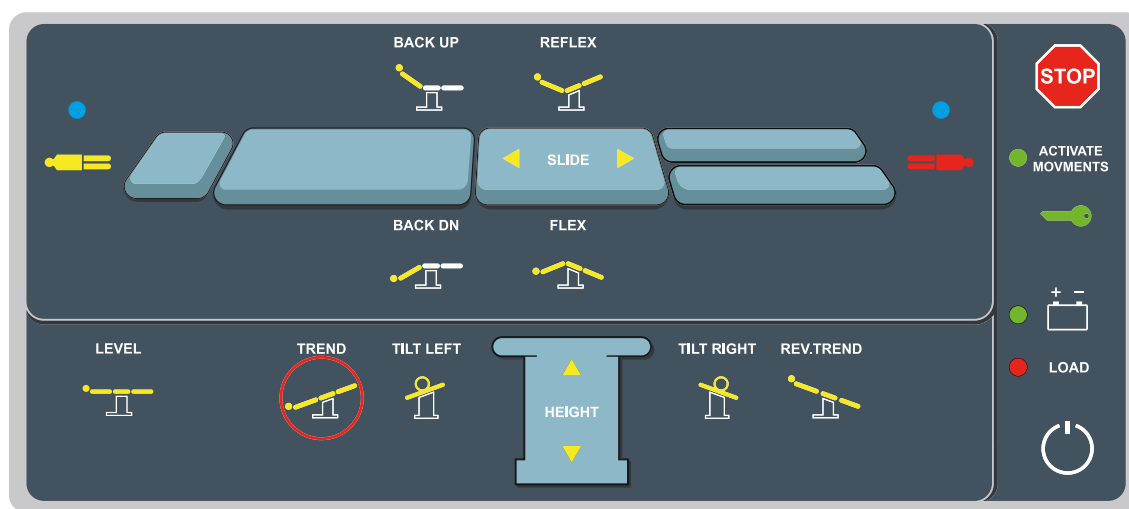 BACK UP
REFLEX
STOP
SLIDE
ACTIVATE
MOVMENTS
BACK DN
FLEX
+ −
LEVEL
TREND
TILT LEFT
TILT RIGHT
REV.TREND
LOAD
HEIGHT